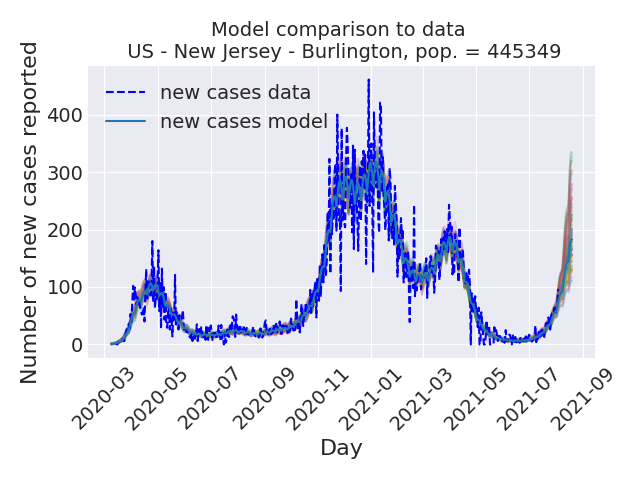 Model comparison to data
US - New Jersey - Burlington, pop. = 445349
Number of new cases reported
400
300
200
100
0
new cases data
new cases model
2020-03
2020-05
2020-07
2020-09
2020-11
2021-01
2021-03
2021-05
2021-07
2021-09
Day